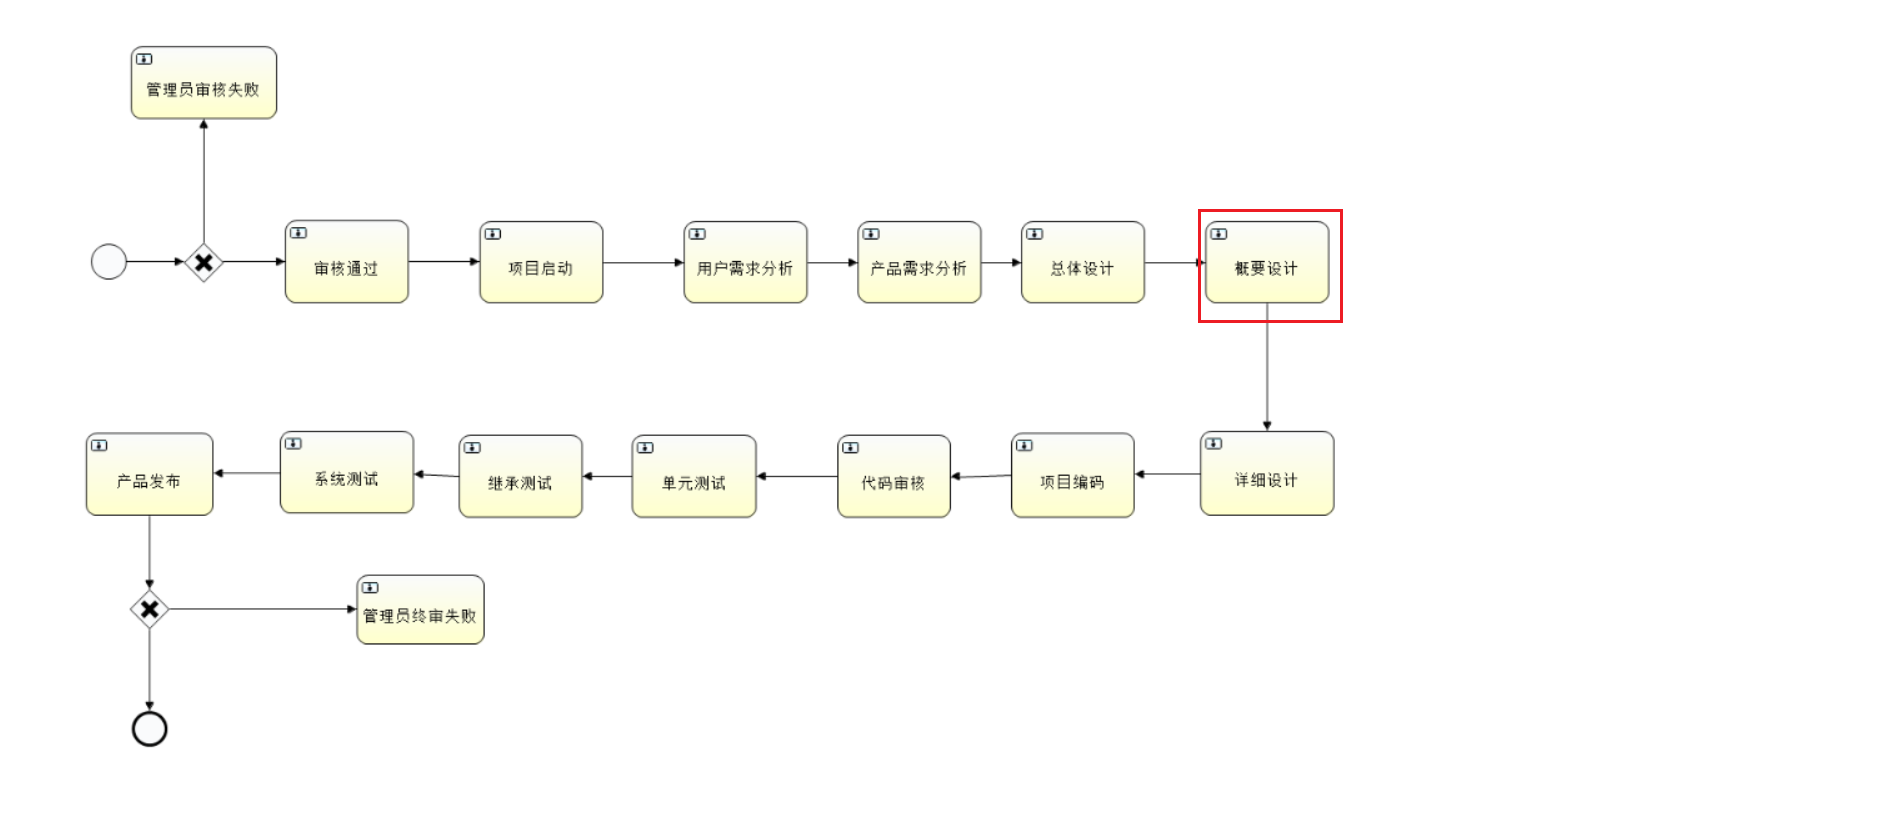 管理员审核失败
审核通过
项目启动
用户需求分析
产品需求分析
总体设计
概要设计
产品发布
系统测试
继承测试
单元测试
代码审核
项目编码
详细设计
管理员终审失败